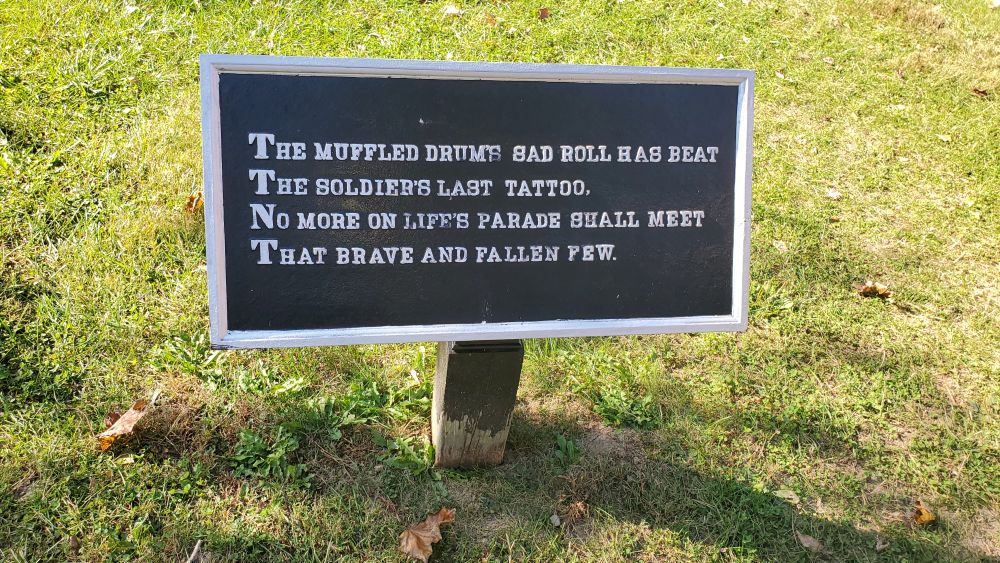 THE MUFFLED DRUM'S SAD ROLL HAS BEAT
THE SOLDIER'S LAST TATTOO,
NO MORE ON LIFE'S PARADE SHALL MEET
THAT BRAVE AND FALLEN FEW.